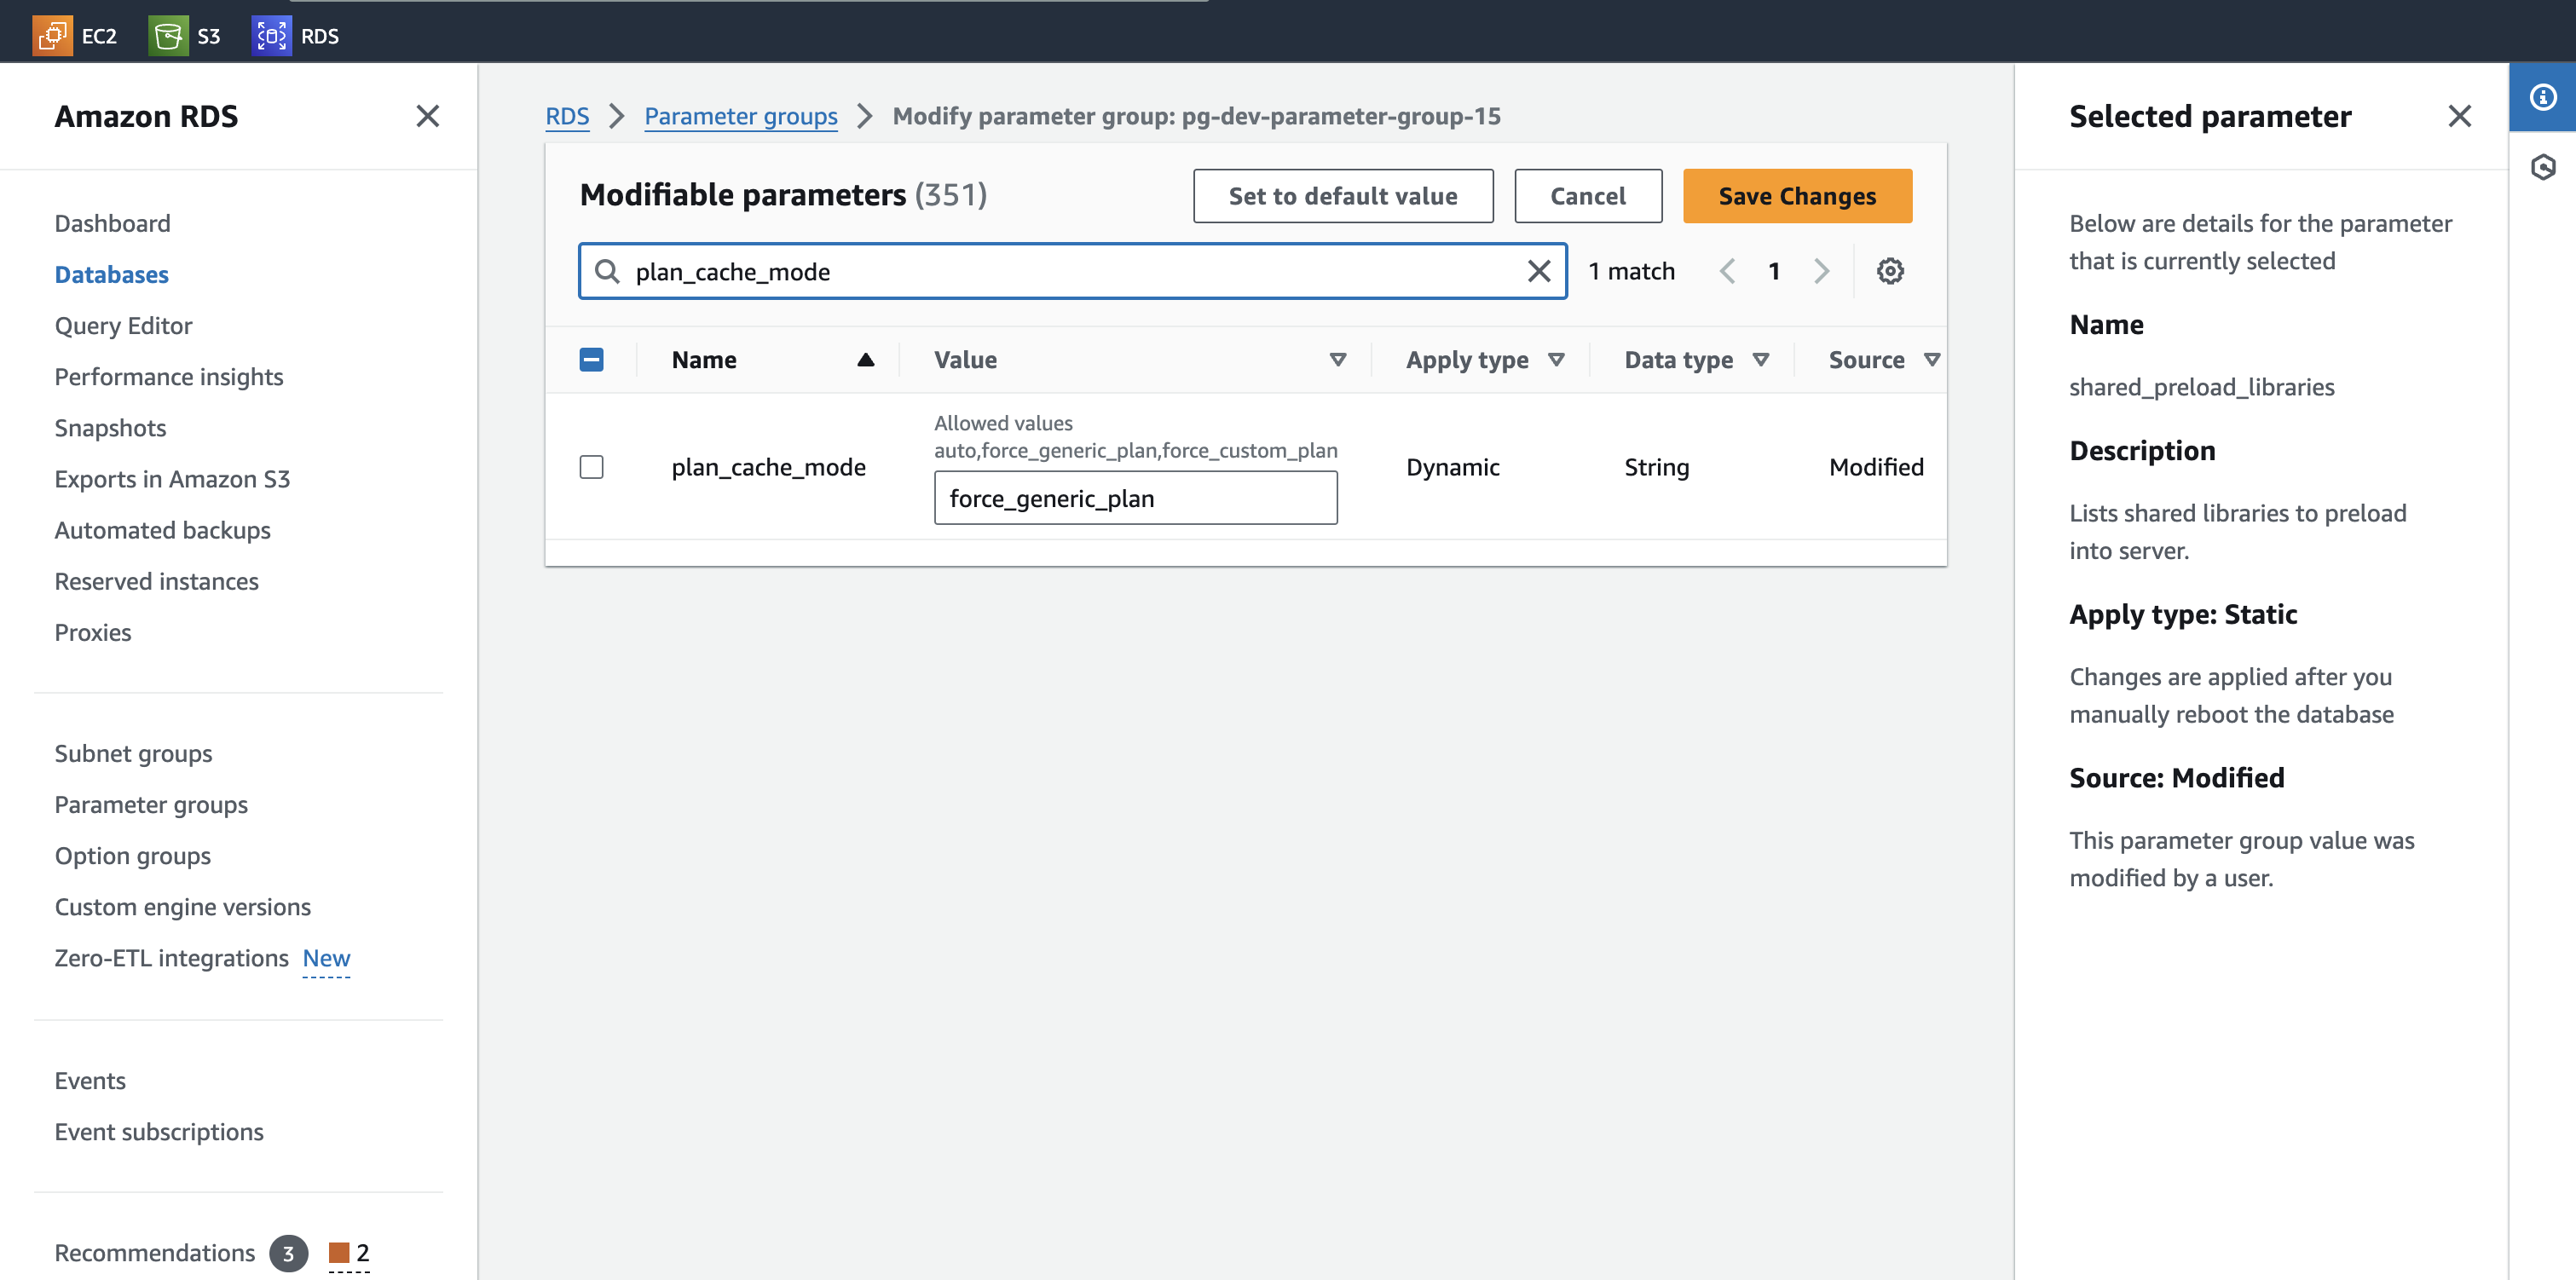 EC2 S3 RDS
Amazon RDS
Dashboard
Databases
Query Editor
Performance insights
Snapshots
Exports in Amazon S3
Automated backups
Reserved instances
Proxies
Subnet groups
Parameter groups
Option groups
Custom engine versions
Zero-ETL integrations New
Events
Event subscriptions
Recommendations 3 2
RDS Parameter groups Modify parameter group: pg-dev-parameter-group-15
Modifiable parameters (351)
Set to default value Cancel Save Changes
plan_cache_mode 1 match 1
Name Value Apply type Data type Source
Allowed values
auto,force_generic_plan,force_custom_plan
plan_cache_mode force_generic_plan Dynamic String Modified
Selected parameter
Below are details for the parameter
that is currently selected
Name
shared_preload_libraries
Description
Lists shared libraries to preload
into server.
Apply type: Static
Changes are applied after you
manually reboot the database
Source: Modified
This parameter group value was
modified by a user.